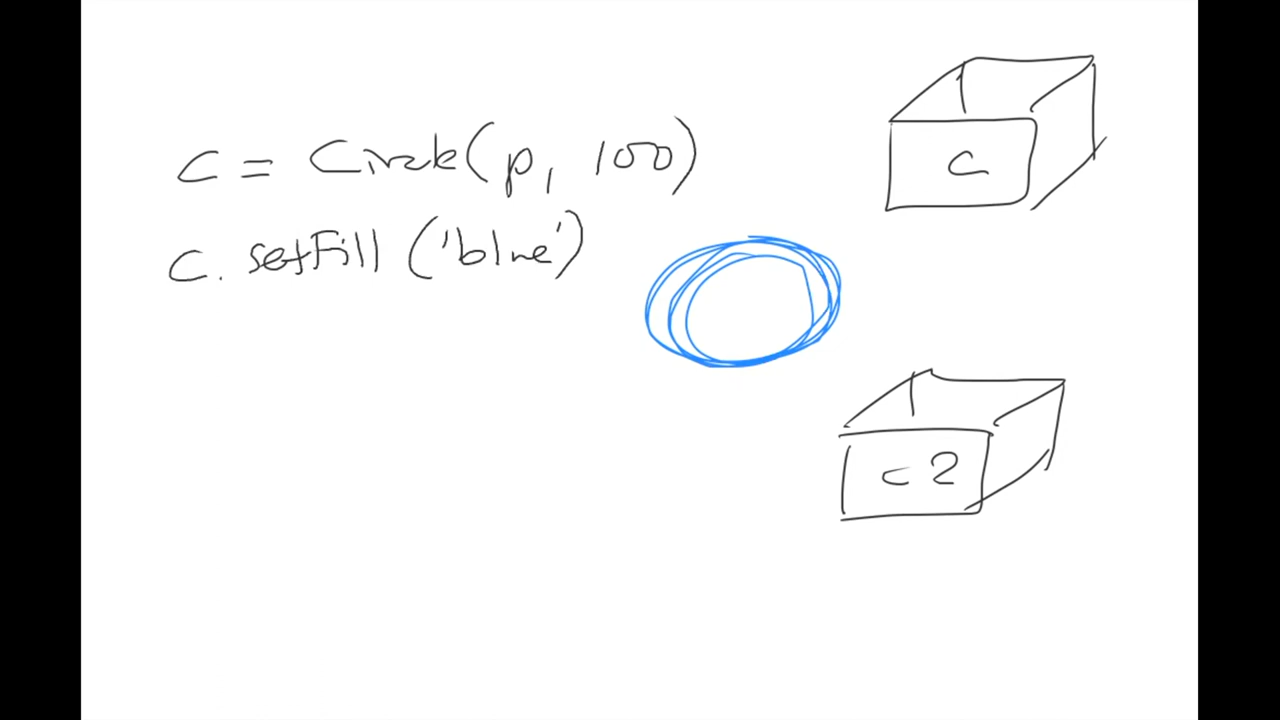 c = Circle(p, 100)
c. setFill ('blue')
C
c2